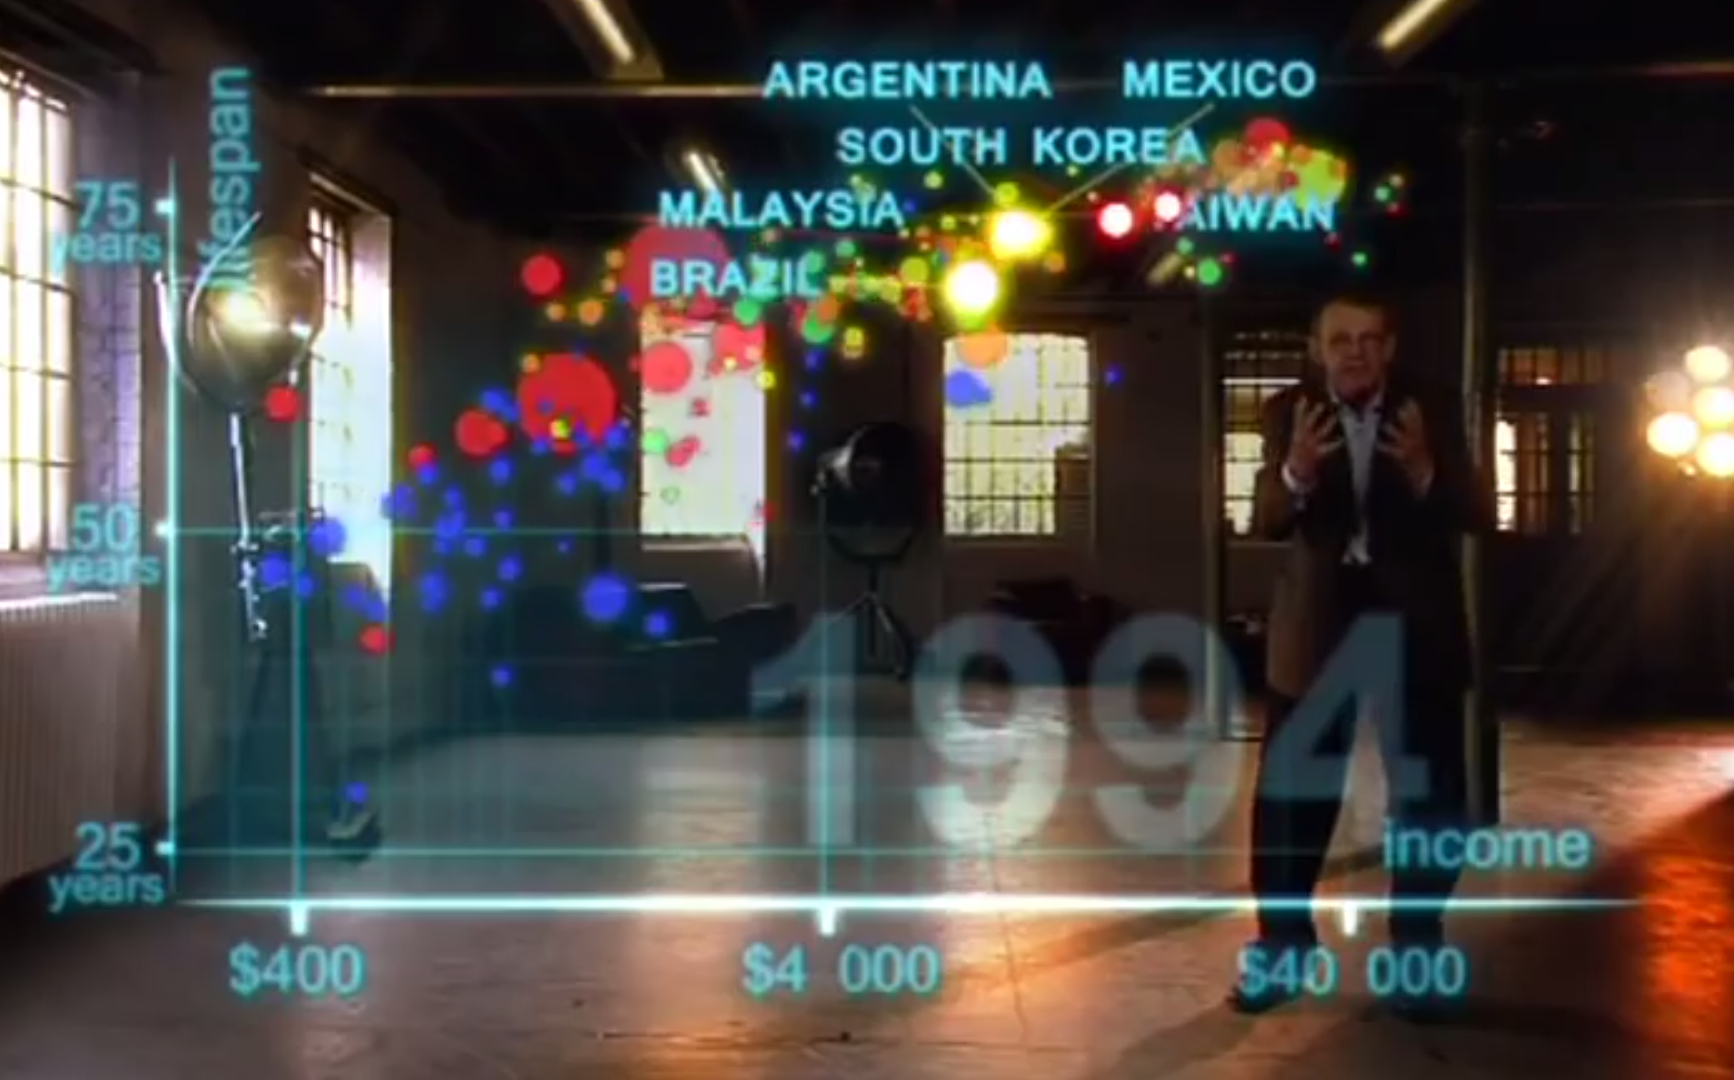 lifespan
ARGENTINA MEXICO
SOUTH KOREA
MALAYSIA TAIWAN
BRAZIL
75
years
50
years
25
years
1994
income
$400
$4 000
$40 000